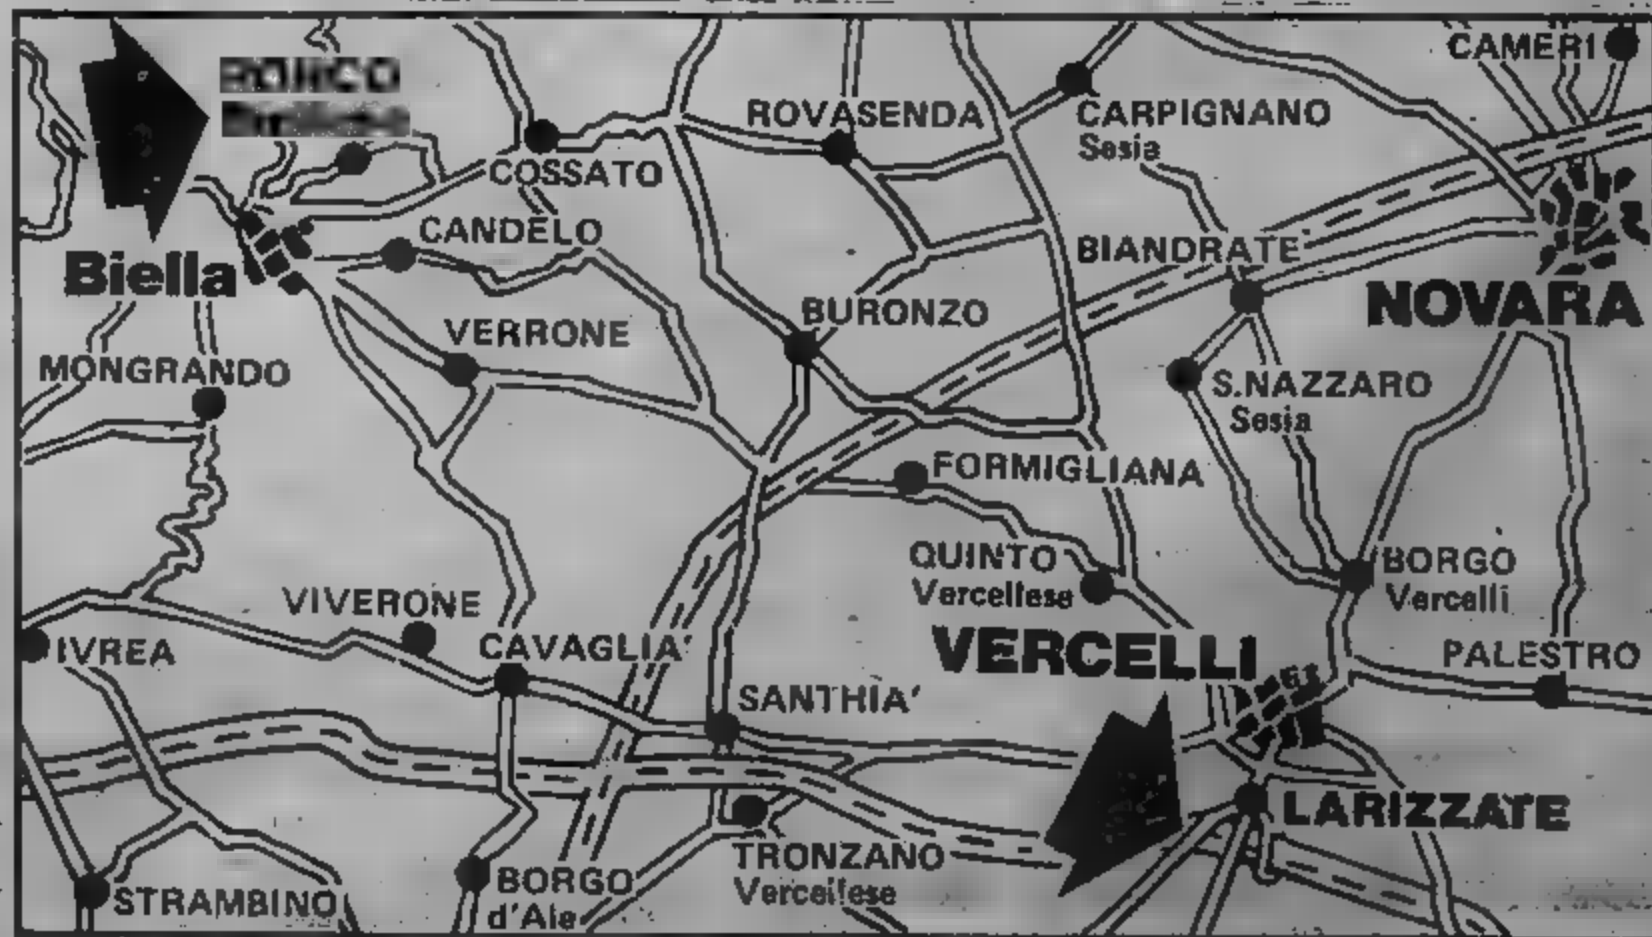 CAMERI
RONCO
ROVASENDA
CARPIGNANO
Sesia
COSSATO
CANDELO
BIANDRATE
Biella
NOVARA
BURONZO
VERRONE
MONGRANDO
S.NAZZARO
Sesia
FORMIGLIANA
QUINTO
Vercellese
BORGO
Vercelli
VIVERONE
CAVAGLIA'
IVREA
VERCELLI
PALESTRO
SANTHIA'
LARIZZATE
TRONZANO
Vercellese
BORGO
d'Ale
STRAMBINO